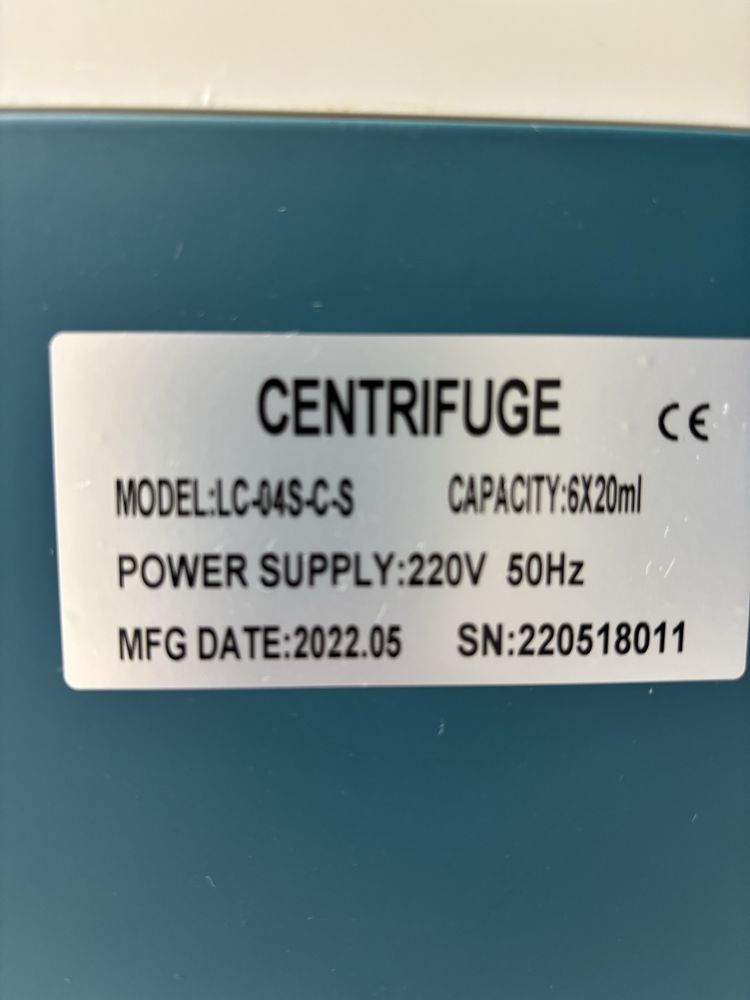 CENTRIFUGE CE
MODEL:LC-04S-C-S CAPACITY:6X20ml
POWER SUPPLY:220V 50Hz
MFG DATE:2022.05 SN:220518011